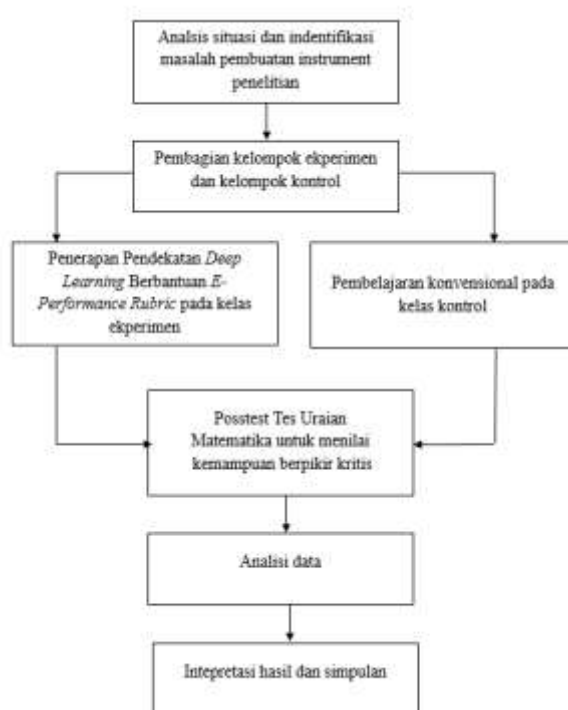 Analsis situasi dan indentifikasi
masalah pembuatan instrument
penelitian
Pembagian kelompok ekperimen
dan kelompok kontrol
Penerapan Pendekatan Deep
Learning Berbantuan E-
Performance Rubric pada kelas
ekperimen
Pembelajaran konvensional pada
kelas kontrol
Posttest Tes Uraian
Matematika untuk menilai
kemampuan berpikir kritis
Analisi data
Intepretasi hasil dan simpulan